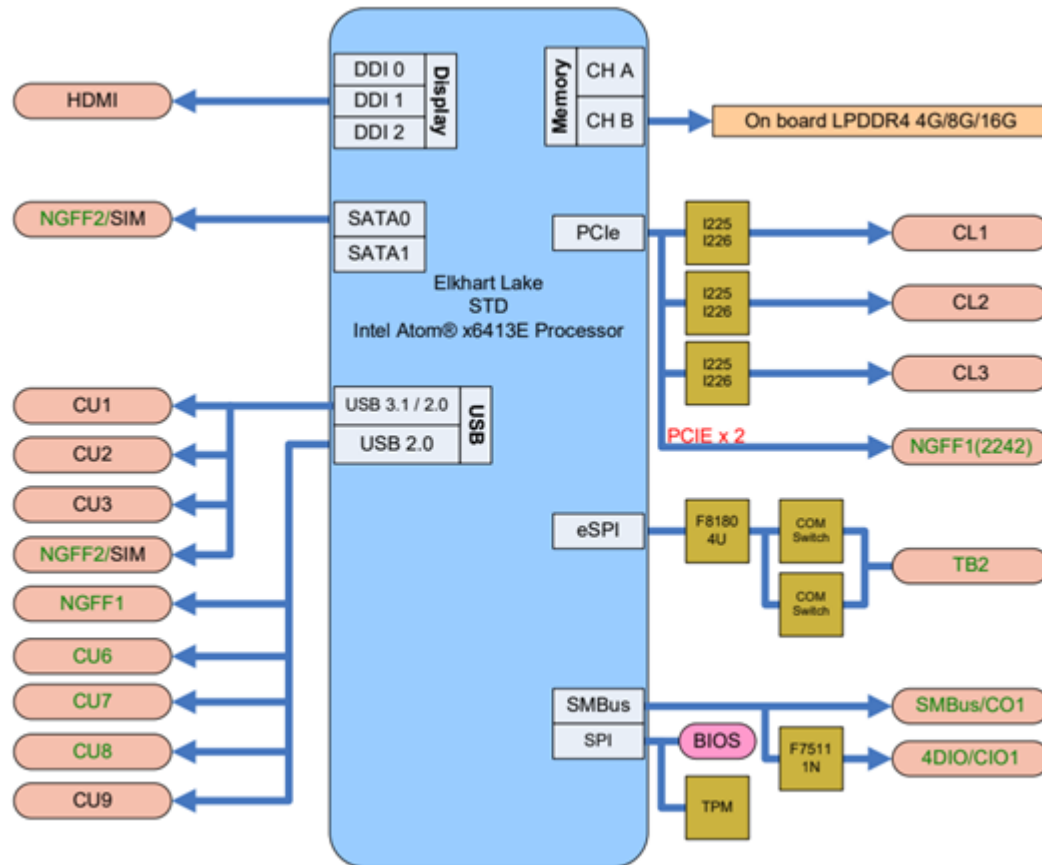 HDMI
NGFF2/SIM
CU1
CU2
CU3
NGFF2/SIM
NGFF1
CU6
CU7
CU8
CU9
DDI 0
DDI 1
DDI 2
Display
SATA0
SATA1
Elkhart Lake
STD
Intel Atom® x6413E Processor
USB 3.1 / 2.0
USB 2.0
USB
Memory
CH A
CH B
PCIe
eSPI
SMBus
SPI
On board LPDDR4 4G/8G/16G
I225
I226
CL1
I225
I226
CL2
I225
I226
CL3
PCIE x 2
NGFF1(2242)
F8180
4U
COM
Switch
COM
Switch
TB2
SMBus/CO1
BIOS
F7511
1N
4DIO/CIO1
TPM